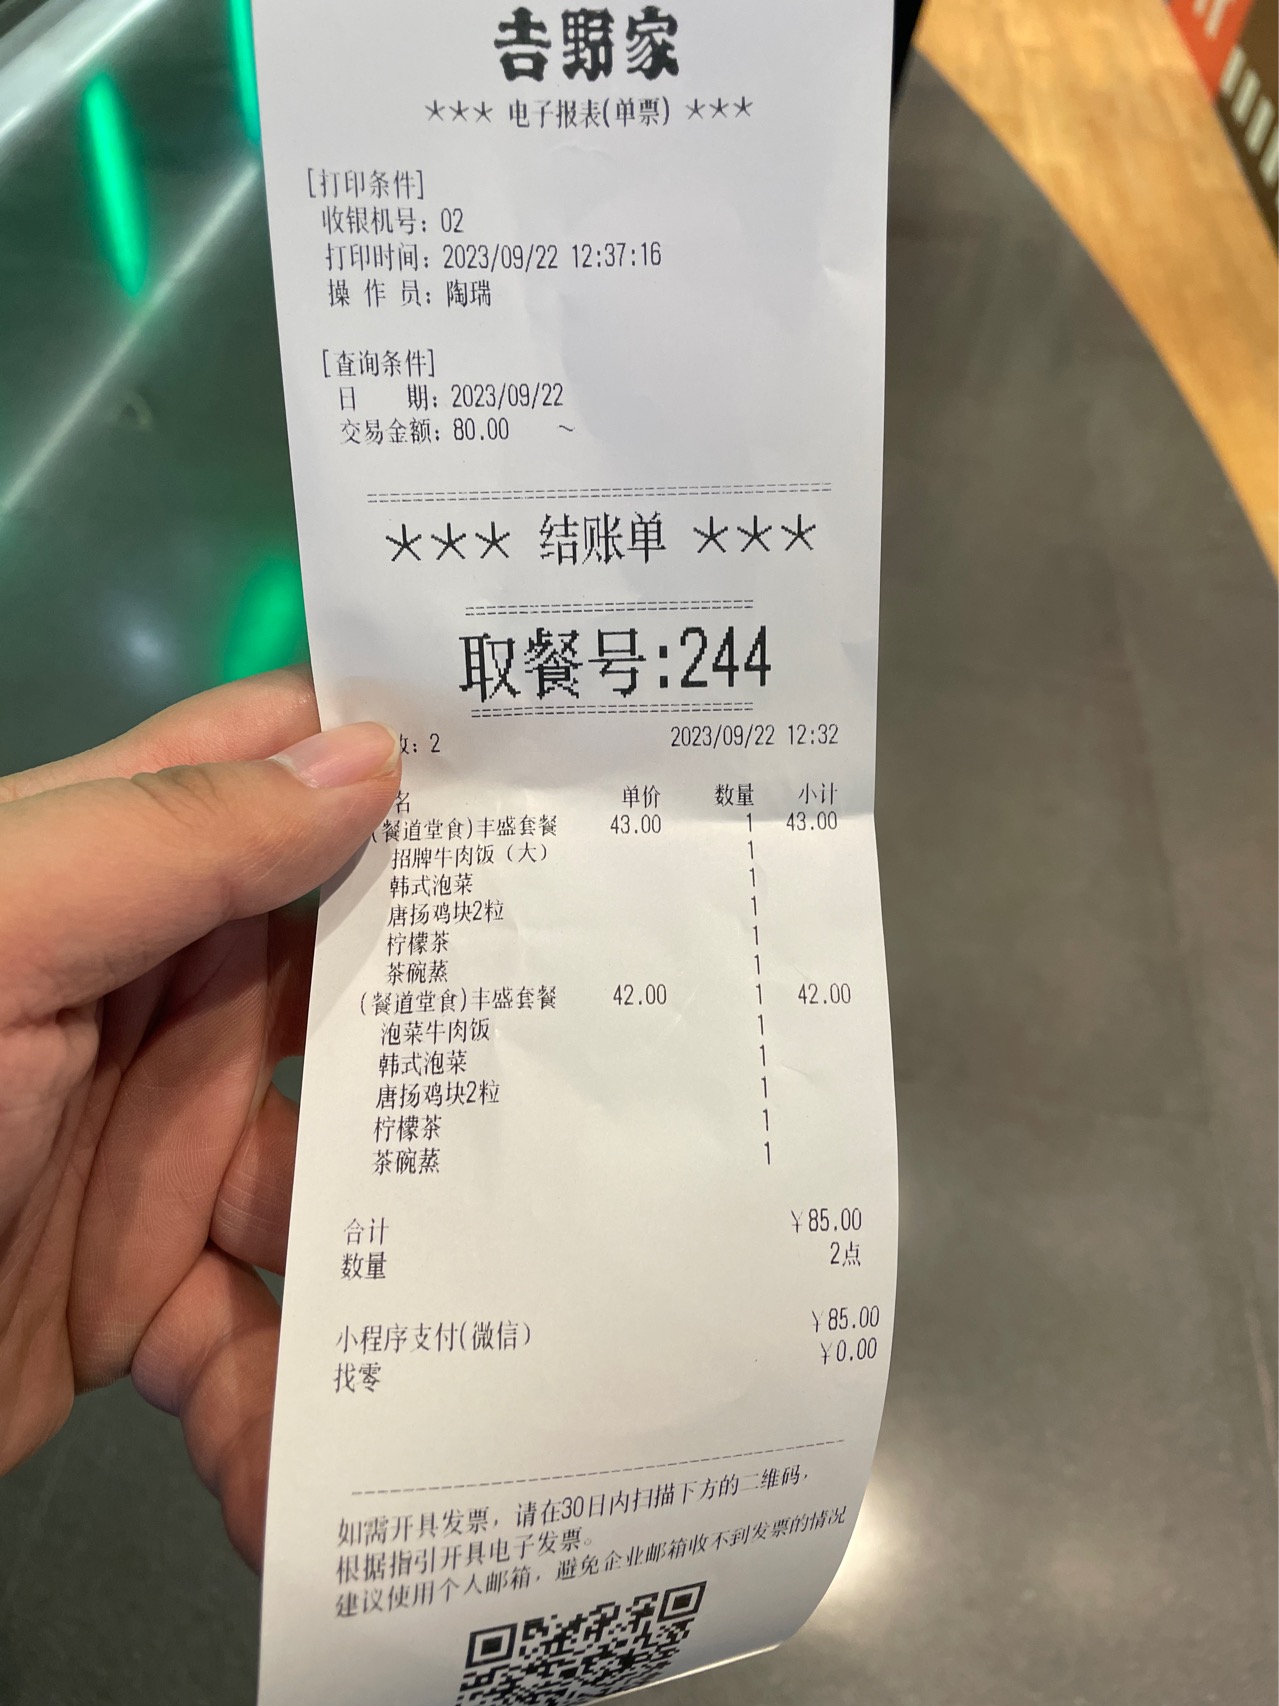 吉野家
*** 电子报表(单票) ***
[打印条件]
收银机号: 02
打印时间: 2023/09/22 12:37:16
操 作 员: 陶瑞
[查询条件]
日 期: 2023/09/22
交易金额: 80.00 ~
*** 结账单 ***
取餐号:244
: 2 2023/09/22 12:32
名 单价 数量 小计
(餐道堂食)丰盛套餐 43.00 1 43.00
招牌牛肉饭（大） 1
韩式泡菜 1
唐扬鸡块2粒 1
柠檬茶 1
茶碗蒸 1
(餐道堂食)丰盛套餐 42.00 1 42.00
泡菜牛肉饭 1
韩式泡菜 1
唐扬鸡块2粒 1
柠檬茶 1
茶碗蒸 1
合计 ¥85.00
数量 2点
小程序支付(微信) ¥85.00
找零 ¥0.00
如需开具发票，请在30日内扫描下方的二维码，
根据指引开具电子发票。
建议使用个人邮箱，避免企业邮箱收不到发票的情况